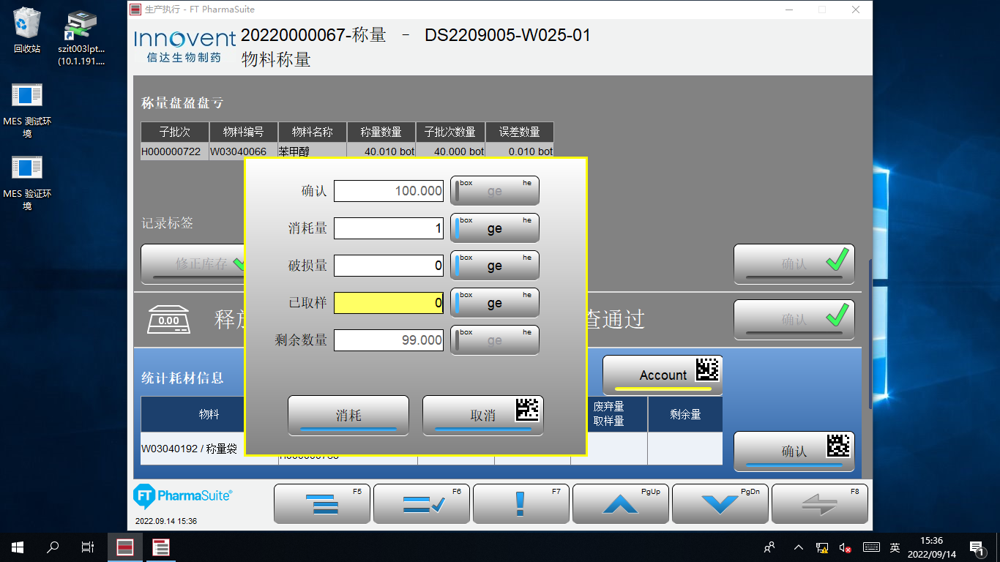 生产执行 - FT PharmaSuite
回收站
szit003lpt...
(10.1.191....
MES 测试环
境
MES 验证环
境
Innovent
信达生物制药
20220000067-称量 - DS2209005-W025-01
物料称量
称量盘盈盘亏
子批次 物料编号 物料名称 称量数量 子批次数量 误差数量
H000000722 W03040066 苯甲醇 40.010 bot 40.000 bot 0.010 bot
确认 100.000 box ge he
消耗量 1 box ge he
破损量 0 box ge he
已取样 0 box ge he
剩余数量 99.000 box ge he
消耗 取消
记录标签
修正库存 确认
0.00 释放 查通过 确认
统计耗材信息 Account
物料 废弃量
取样量 剩余量
W03040192 / 称量袋
确认
FT PharmaSuite
2022.09.14 15:36
F5 F6 F7 PgUp PgDn F8
英 15:36
2022/09/14
1